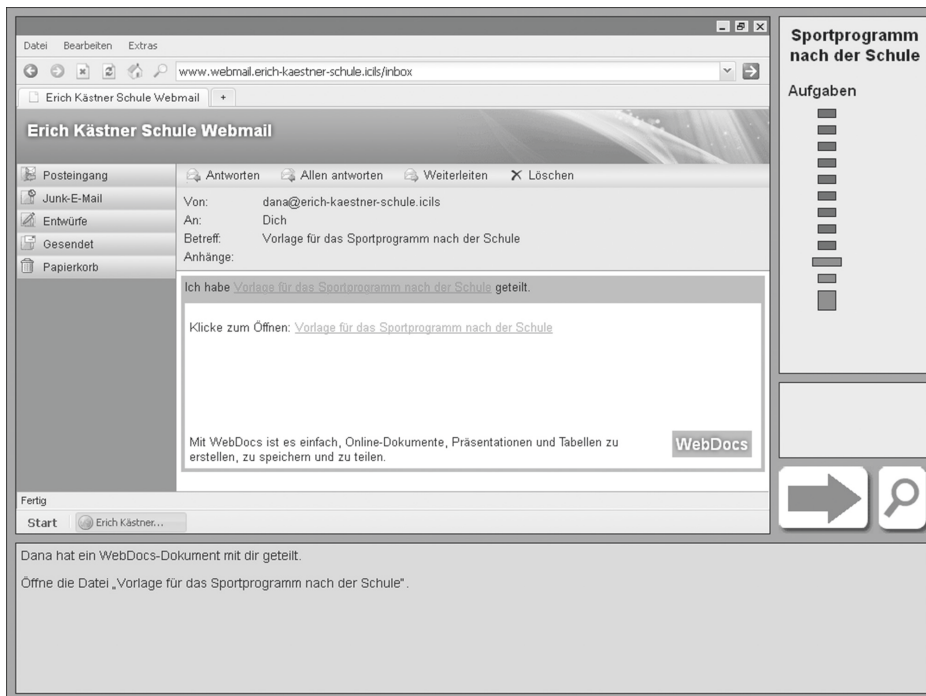 Datei Bearbeiten Extras
www.webmail.erich-kaestner-schule.icils/inbox
Erich Kästner Schule Webmail +
Erich Kästner Schule Webmail
Posteingang
Junk-E-Mail
Entwürfe
Gesendet
Papierkorb
Antworten Allen antworten Weiterleiten Löschen
Von: dana@erich-kaestner-schule.icils
An: Dich
Betreff: Vorlage für das Sportprogramm nach der Schule
Anhänge:
Ich habe Vorlage für das Sportprogramm nach der Schule geteilt.
Klicke zum Öffnen: Vorlage für das Sportprogramm nach der Schule
Mit WebDocs ist es einfach, Online-Dokumente, Präsentationen und Tabellen zu
erstellen, zu speichern und zu teilen.
WebDocs
Fertig
Start Erich Kästner...
Sportprogramm
nach der Schule
Aufgaben
Dana hat ein WebDocs-Dokument mit dir geteilt.
Öffne die Datei „Vorlage für das Sportprogramm nach der Schule".